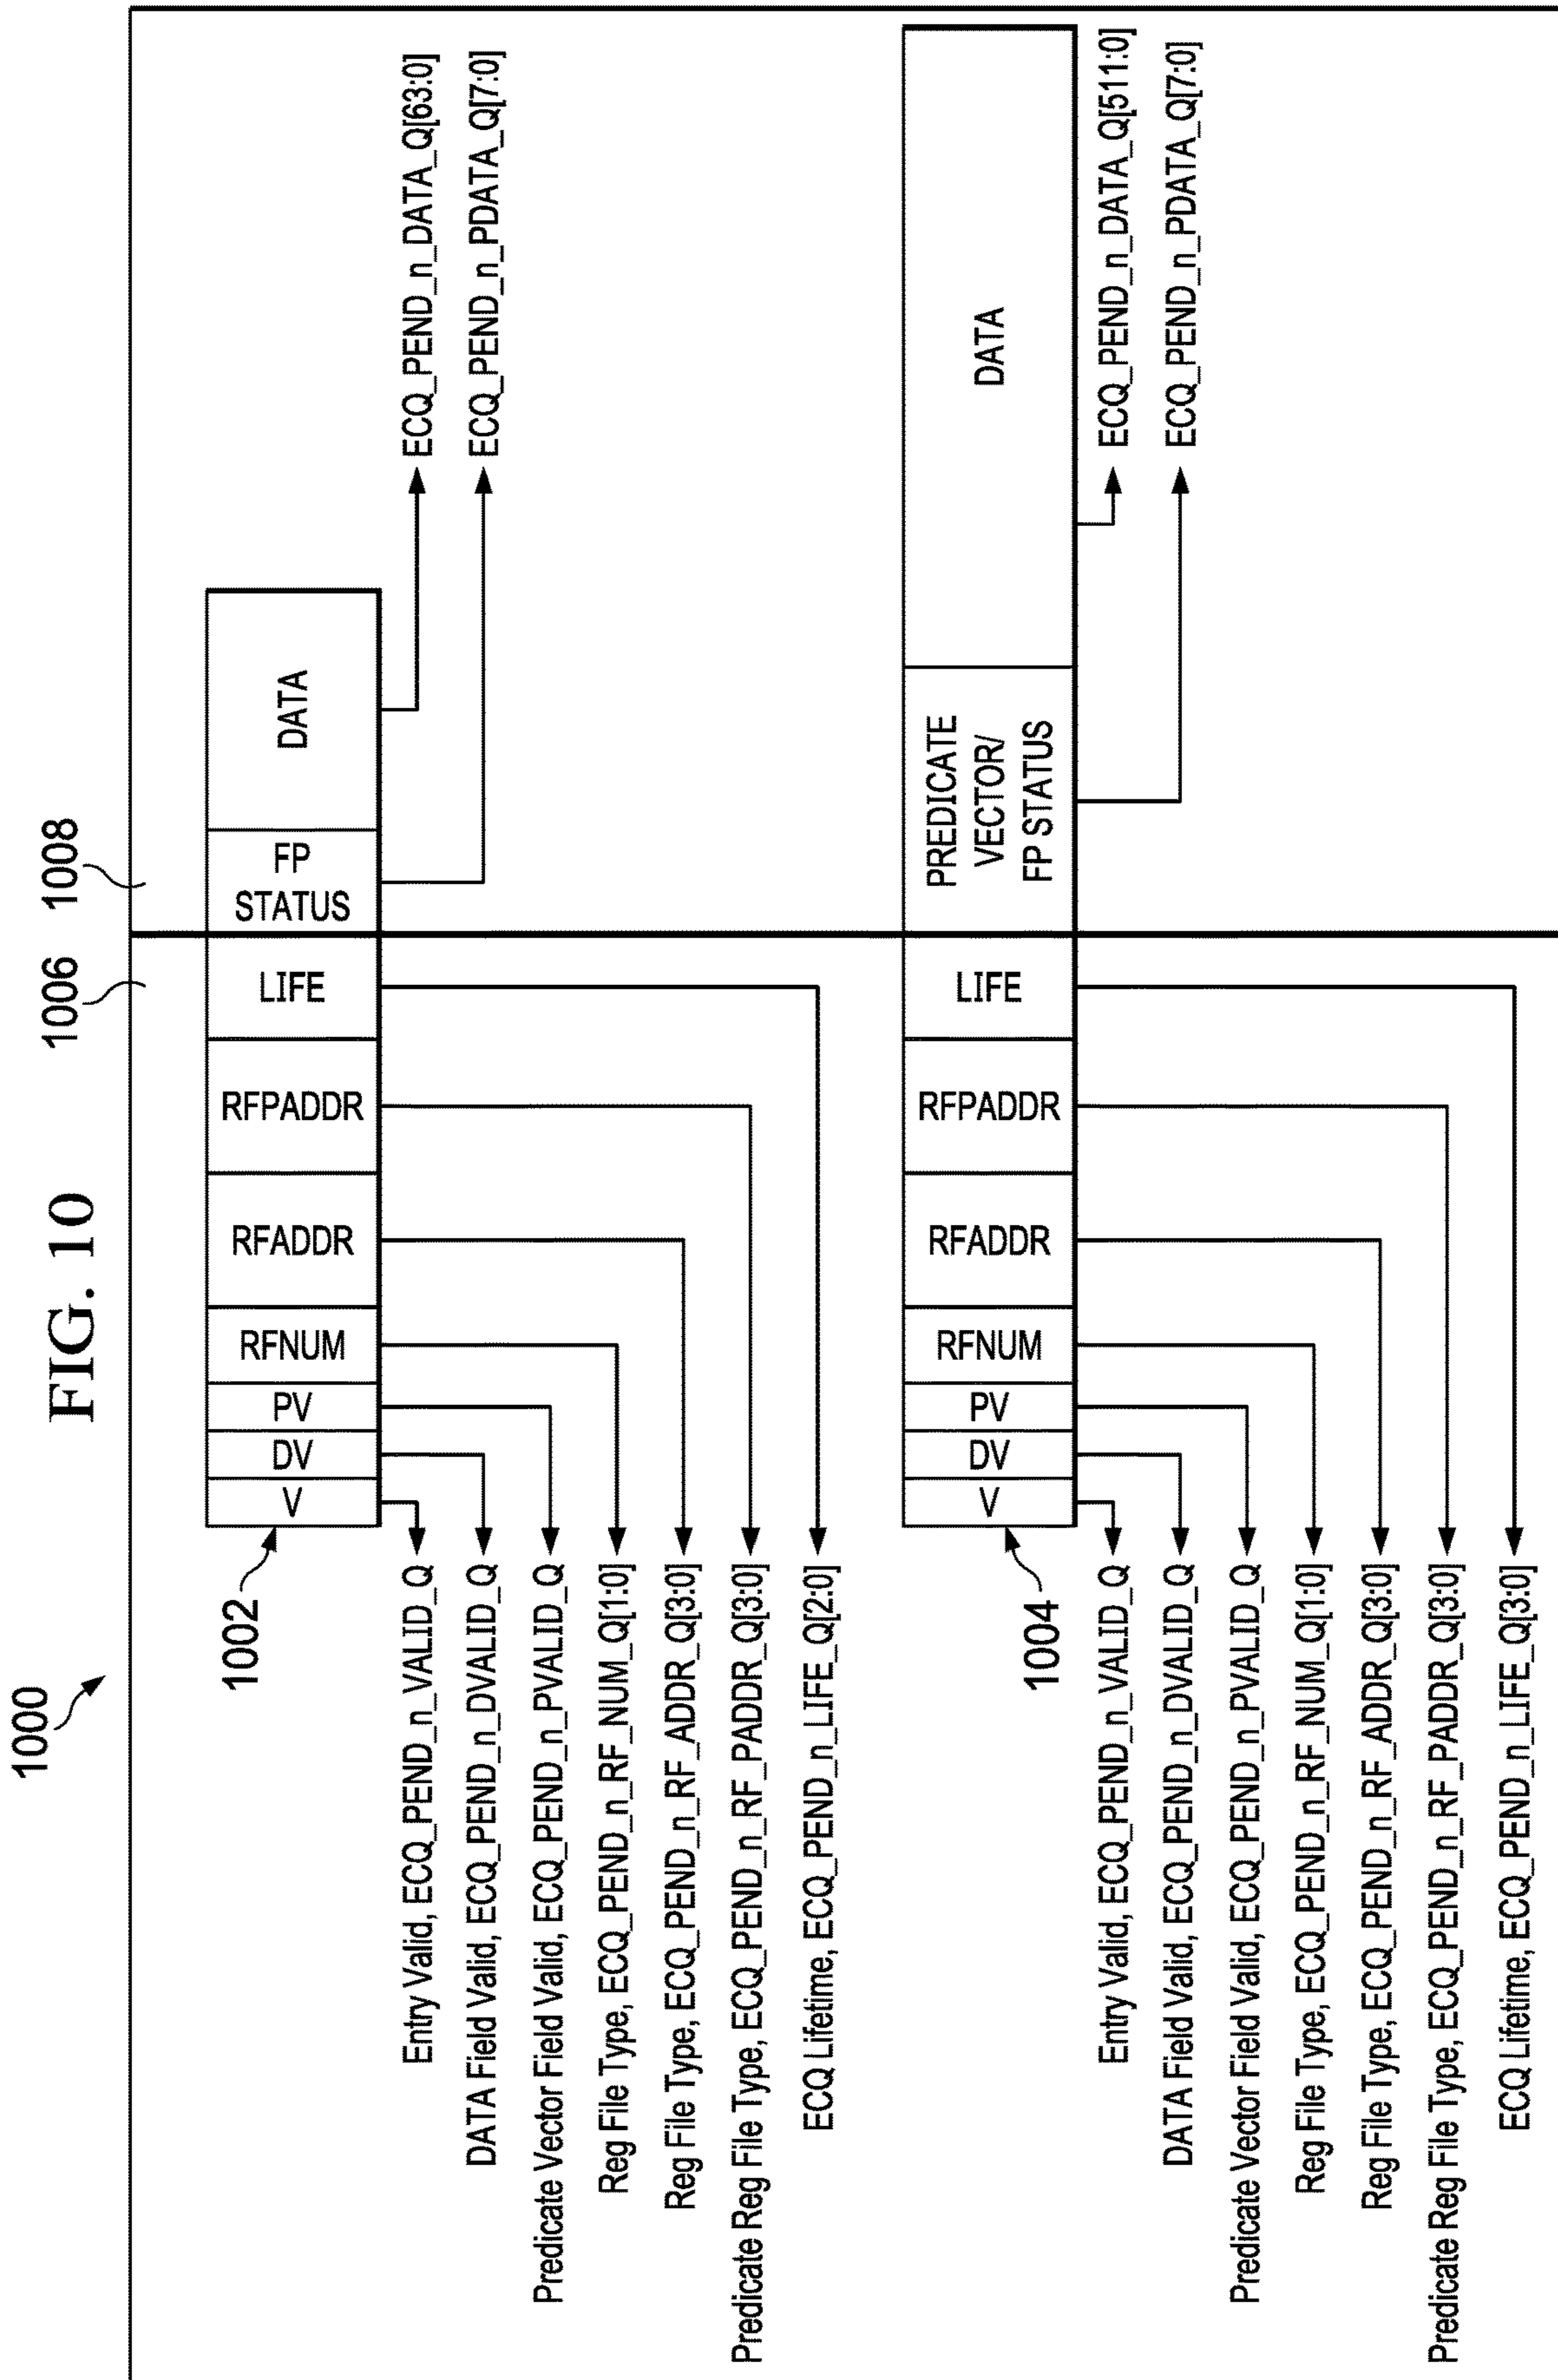 FIG. 10
1000
1006
1008
1002
V
DV
PV
RFNUM
RFADDR
RFPADDR
LIFE
FP
STATUS
DATA
Entry Valid, ECQ_PEND_n_VALID_Q
DATA Field Valid, ECQ_PEND_n_DVALID_Q
Predicate Vector Field Valid, ECQ_PEND_n_PVALID_Q
Reg File Type, ECQ_PEND_n_RF_NUM_Q[1:0]
Reg File Type, ECQ_PEND_n_RF_ADDR_Q[3:0]
Predicate Reg File Type, ECQ_PEND_n_RF_PADDR_Q[3:0]
ECQ Lifetime, ECQ_PEND_n_LIFE_Q[2:0]
ECQ_PEND_n_DATA_Q[63:0]
ECQ_PEND_n_PDATA_Q[7:0]
1004
V
DV
PV
RFNUM
RFADDR
RFPADDR
LIFE
PREDICATE
VECTOR/
FP STATUS
DATA
Entry Valid, ECQ_PEND_n_VALID_Q
DATA Field Valid, ECQ_PEND_n_DVALID_Q
Predicate Vector Field Valid, ECQ_PEND_n_PVALID_Q
Reg File Type, ECQ_PEND_n_RF_NUM_Q[1:0]
Reg File Type, ECQ_PEND_n_RF_ADDR_Q[3:0]
Predicate Reg File Type, ECQ_PEND_n_RF_PADDR_Q[3:0]
ECQ Lifetime, ECQ_PEND_n_LIFE_Q[3:0]
ECQ_PEND_n_DATA_Q[511:0]
ECQ_PEND_n_PDATA_Q[7:0]